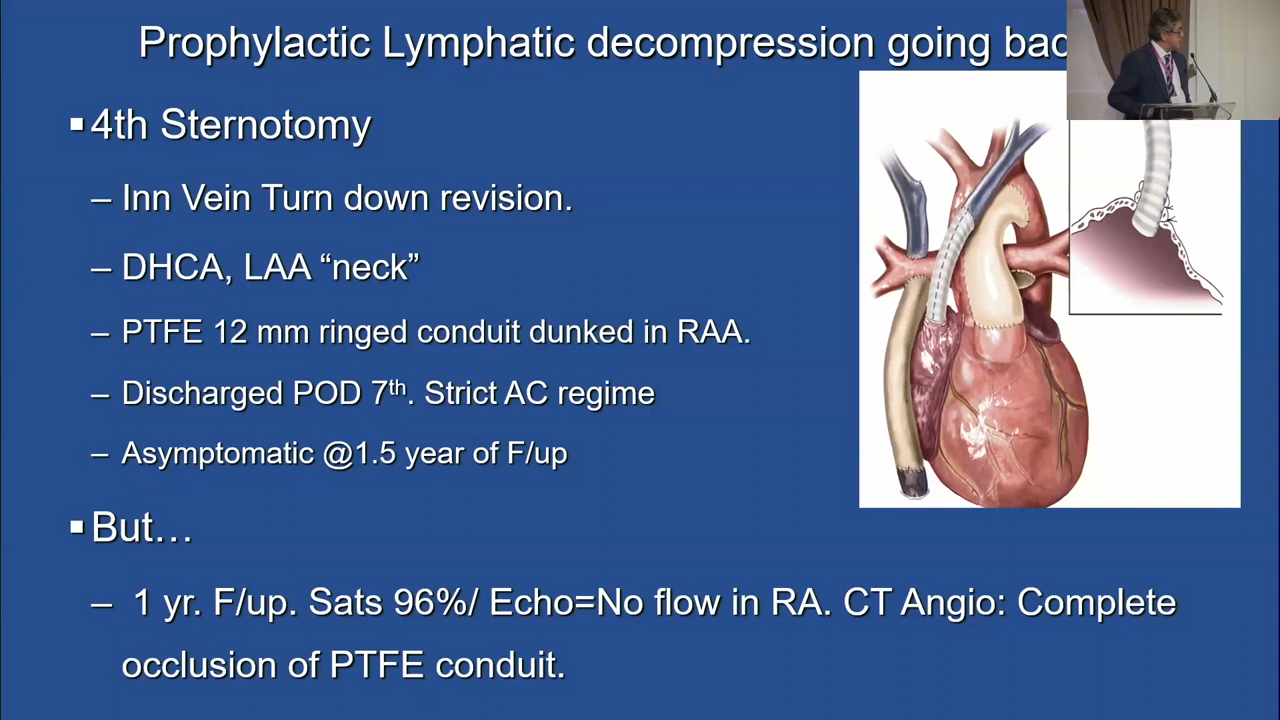 Prophylactic Lymphatic decompression going
▪4th Sternotomy
– Inn Vein Turn down revision.
– DHCA, LAA “neck”
– PTFE 12 mm ringed conduit dunked in RAA.
– Discharged POD 7th. Strict AC regime
– Asymptomatic @1.5 year of F/up
▪But…
– 1 yr. F/up. Sats 96%/ Echo=No flow in RA. CT Angio: Complete
occlusion of PTFE conduit.